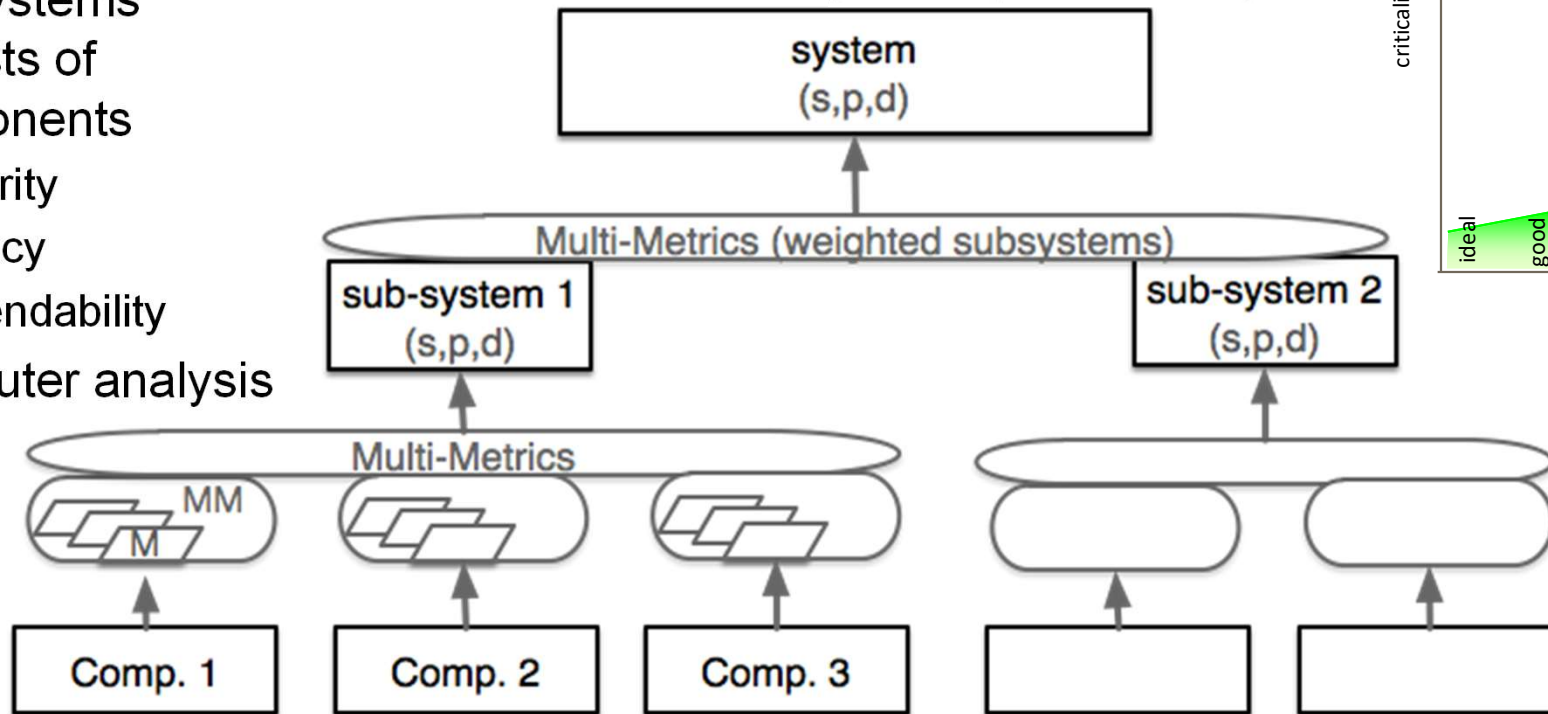 ystems
ts of
onents
rity
cy
endability
uter analysis
system
(s,p,d)
Multi-Metrics (weighted subsystems)
sub-system 1
(s,p,d)
sub-system 2
(s,p,d)
Multi-Metrics
MM
M
Comp. 1
Comp. 2
Comp. 3
criticali
ideal
good